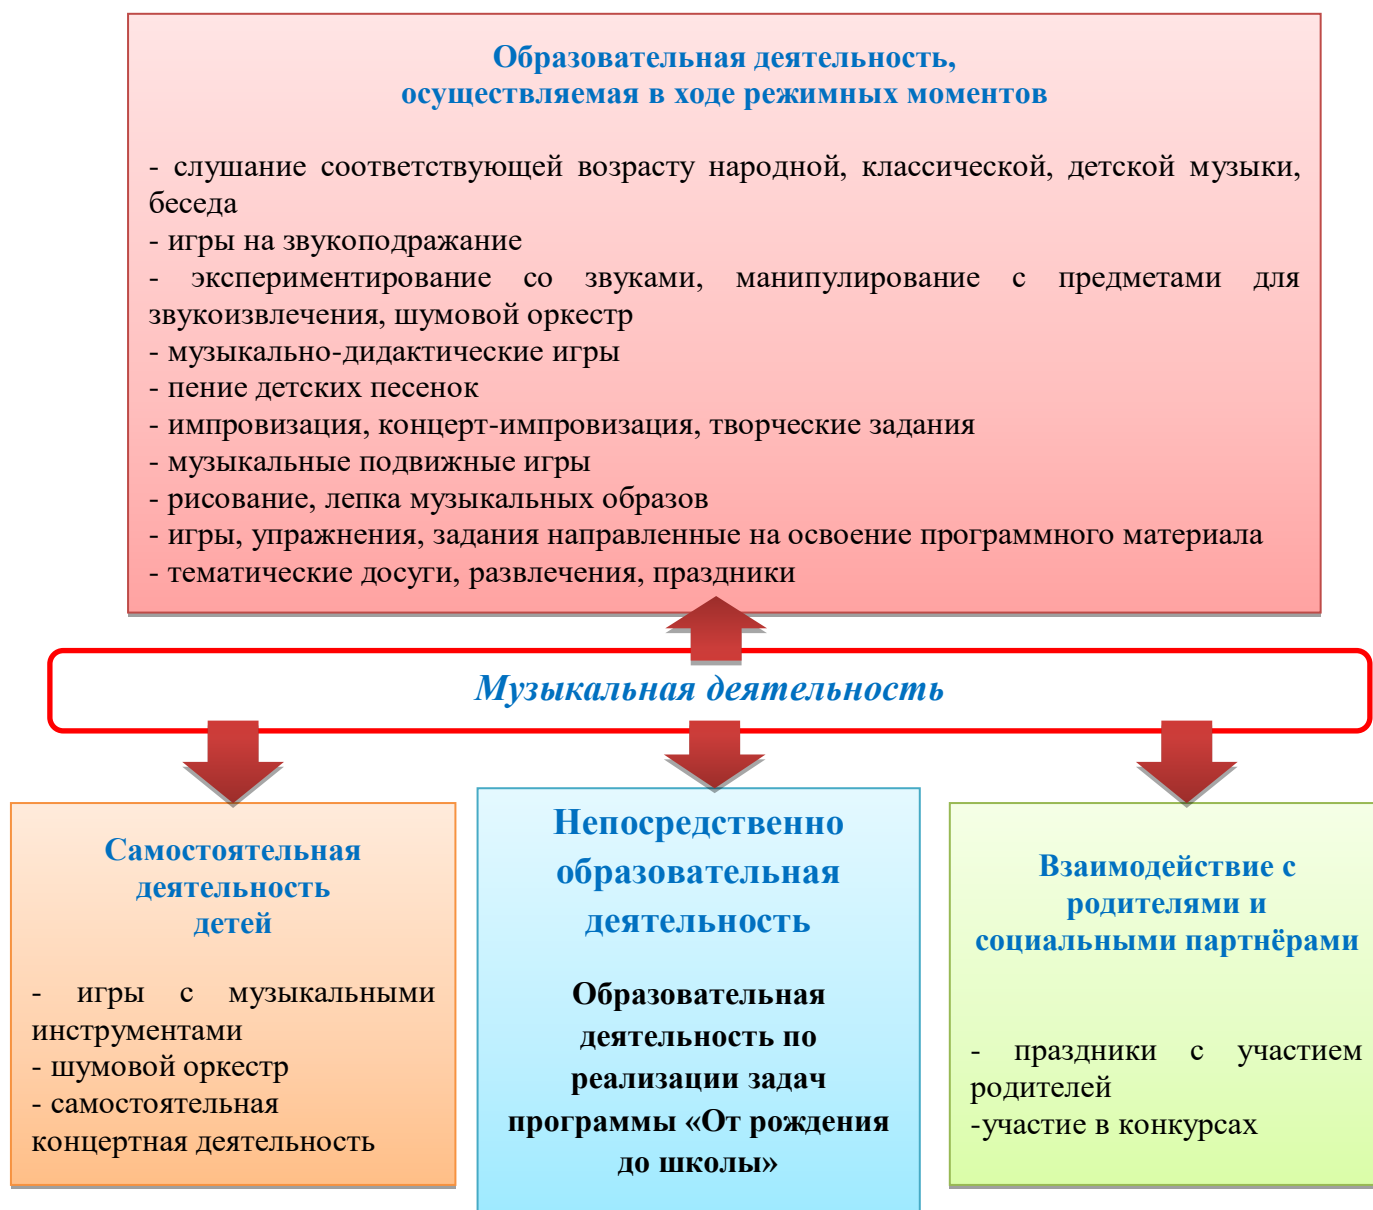 Образовательная деятельность,
осуществляемая в ходе режимных моментов
- слушание соответствующей возрасту народной, классической, детской музыки,
беседа
- игры на звукоподражание
- экспериментирование со звуками, манипулирование с предметами для
звукоизвлечения, шумовой оркестр
- музыкально-дидактические игры
- пение детских песенок
- импровизация, концерт-импровизация, творческие задания
- музыкальные подвижные игры
- рисование, лепка музыкальных образов
- игры, упражнения, задания направленные на освоение программного материала
- тематические досуги, развлечения, праздники
Музыкальная деятельность
Самостоятельная
деятельность
детей
- игры с музыкальными
инструментами
- шумовой оркестр
- самостоятельная
концертная деятельность
Непосредственно
образовательная
деятельность
Образовательная
деятельность по
реализации задач
программы «От рождения
до школы»
Взаимодействие с
родителями и
социальными партнёрами
- праздники с участием
родителей
-участие в конкурсах